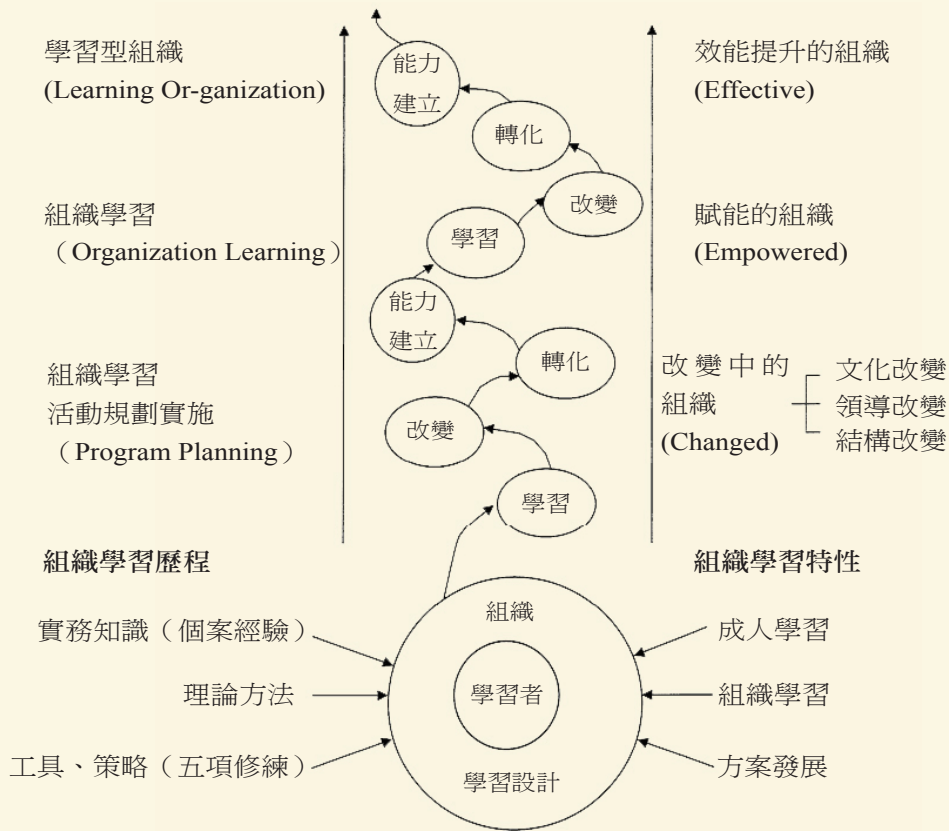 學習型組織
(Learning Or-ganization)
能力
建立
轉化
改變
效能提升的組織
(Effective)
組織學習
（Organization Learning）
學習
能力
建立
賦能的組織
(Empowered)
組織學習
活動規劃實施
（Program Planning）
轉化
改變
學習
改變中的
組織
(Changed)
文化改變
領導改變
結構改變
組織學習歷程
組織學習特性
實務知識（個案經驗）
理論方法
工具、策略（五項修練）
組織
學習者
學習設計
成人學習
組織學習
方案發展